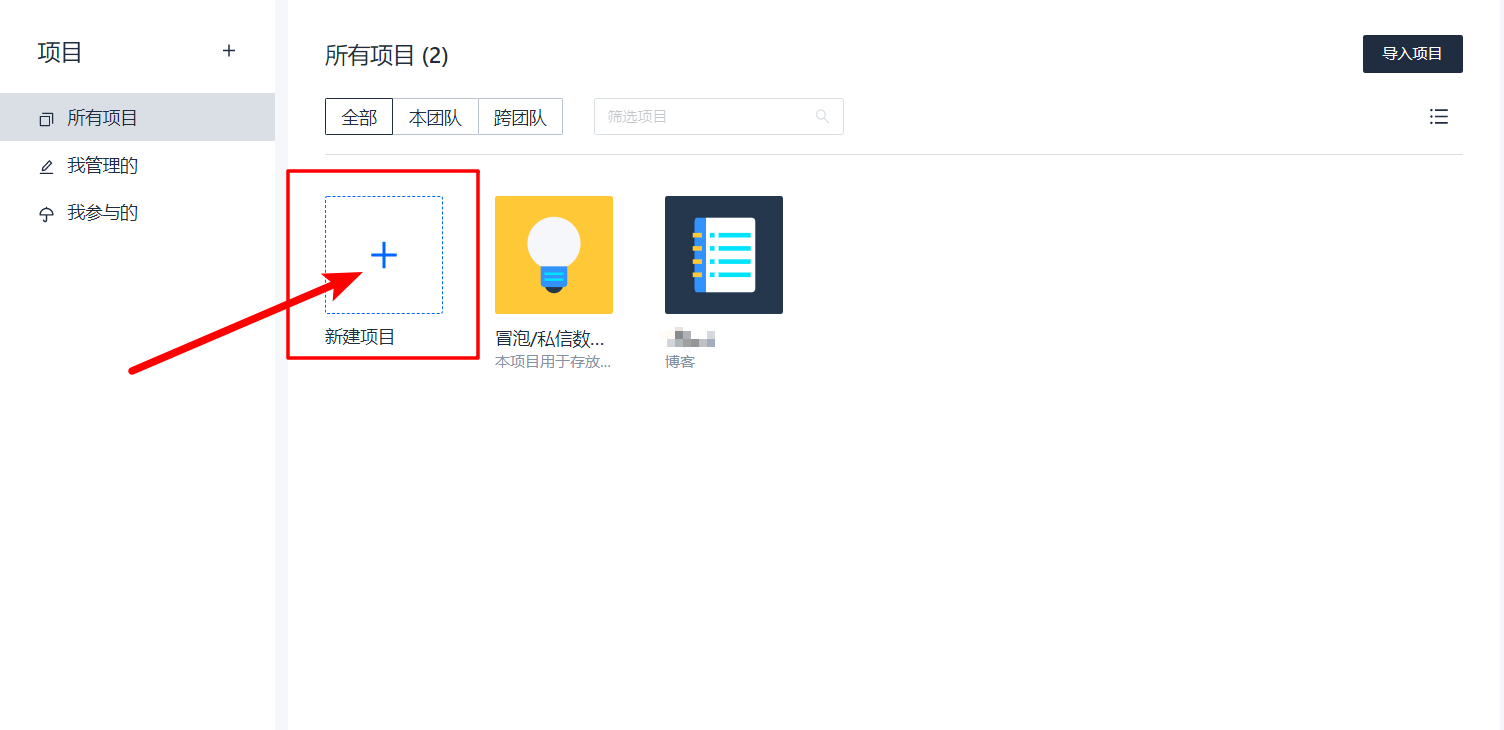 项目
所有项目
我管理的
我参与的
所有项目 (2)
导入项目
全部 本团队 跨团队 筛选项目
新建项目
冒泡/私信数...
本项目用于存放...
博客